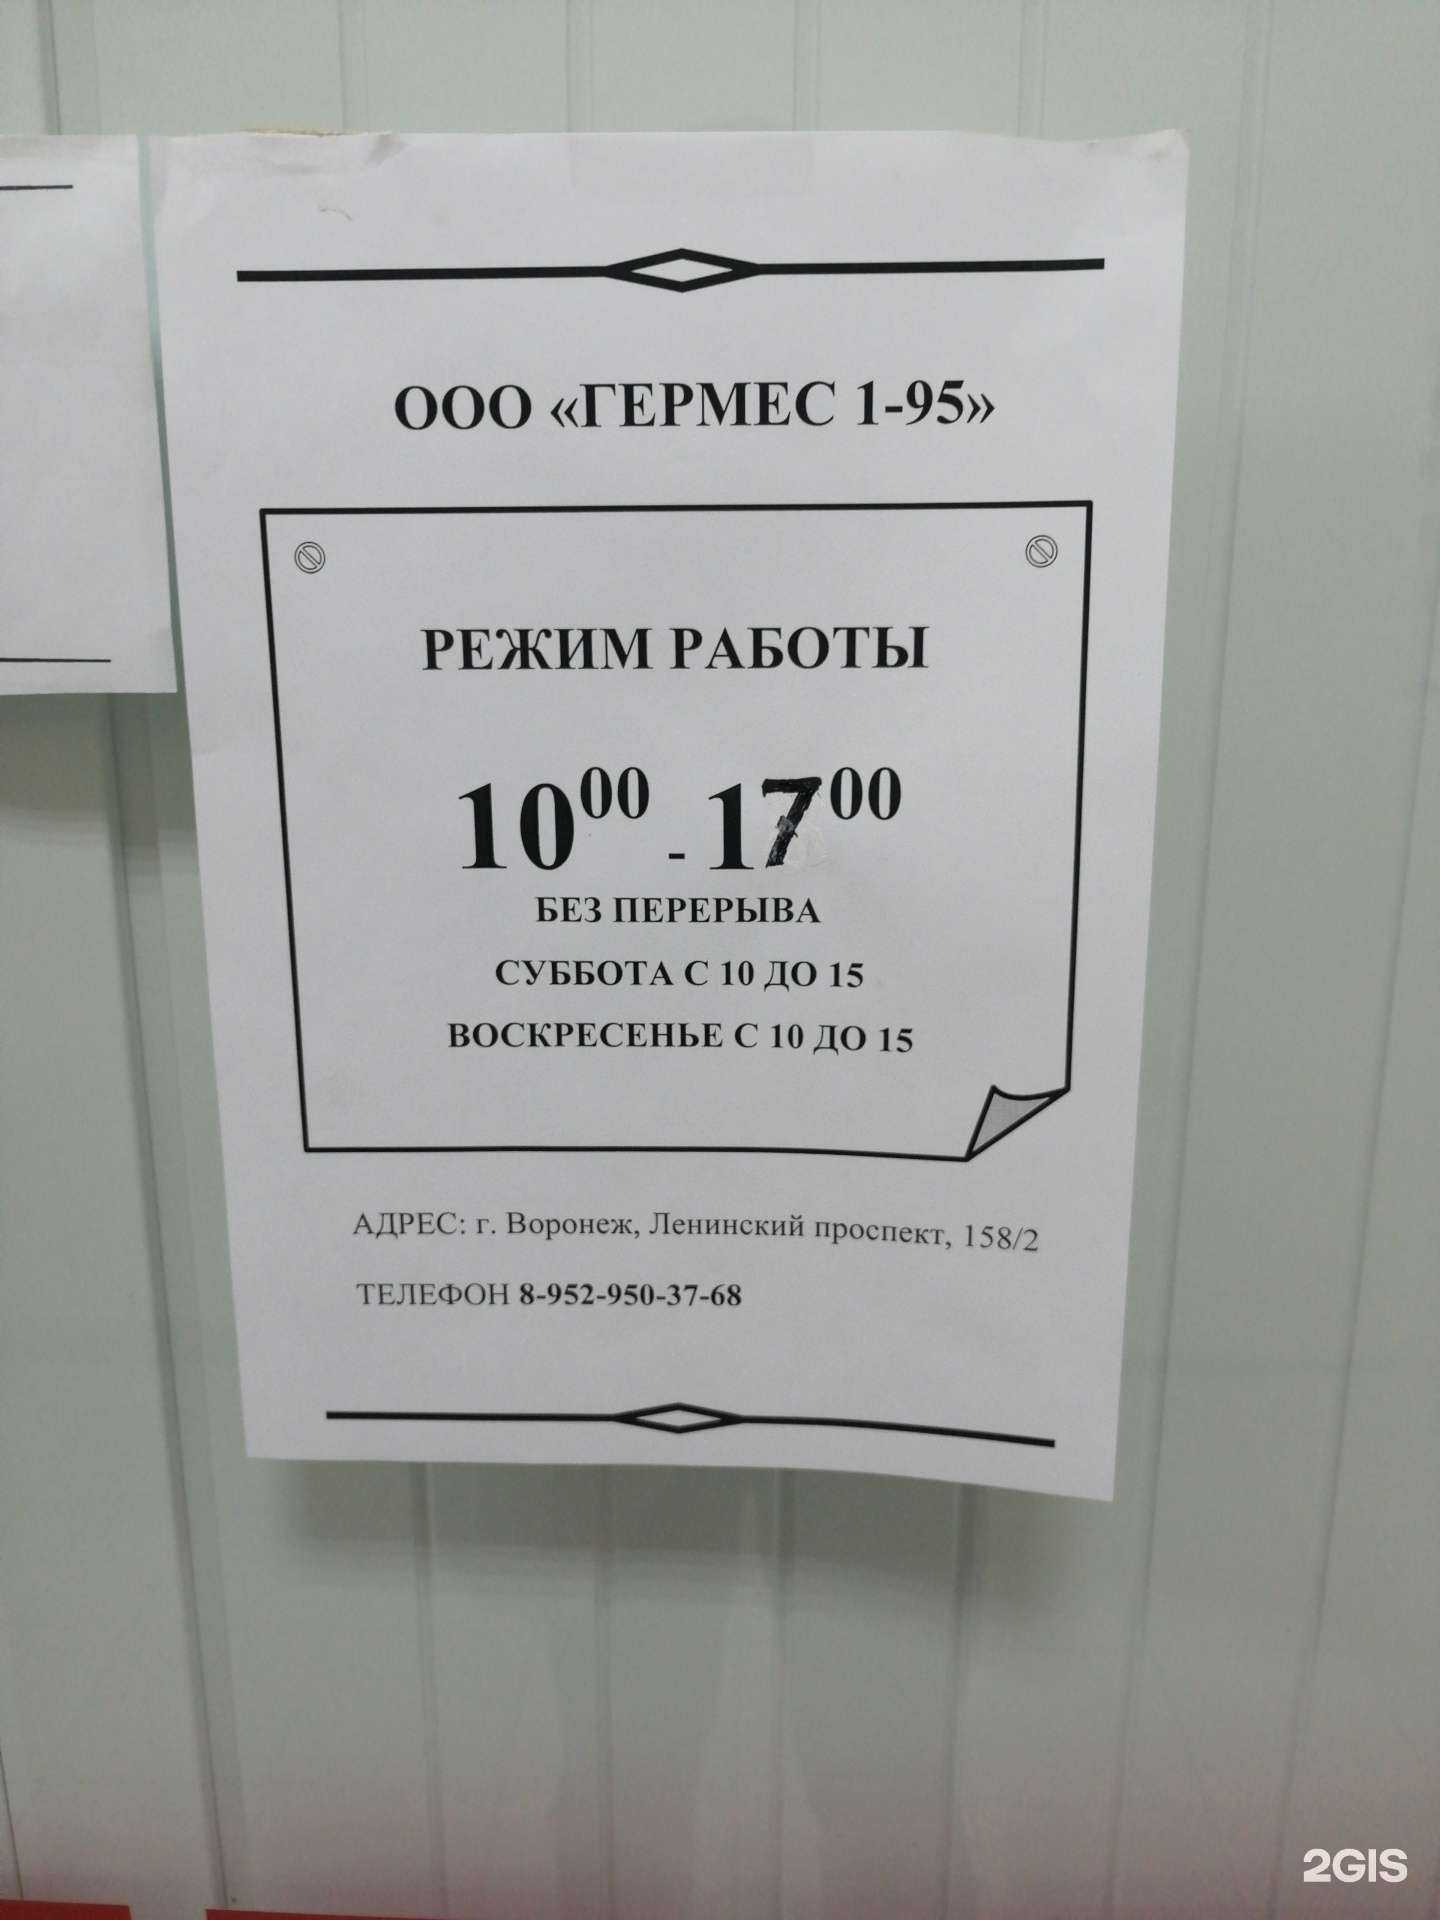 ООО «ГЕРМЕС 1-95»
РЕЖИМ РАБОТЫ
10⁰⁰ - 17⁰⁰
БЕЗ ПЕРЕРЫВА
СУББОТА С 10 ДО 15
ВОСКРЕСЕНЬЕ С 10 ДО 15
АДРЕС: г. Воронеж, Ленинский проспект, 158/2
ТЕЛЕФОН 8-952-950-37-68
2GIS